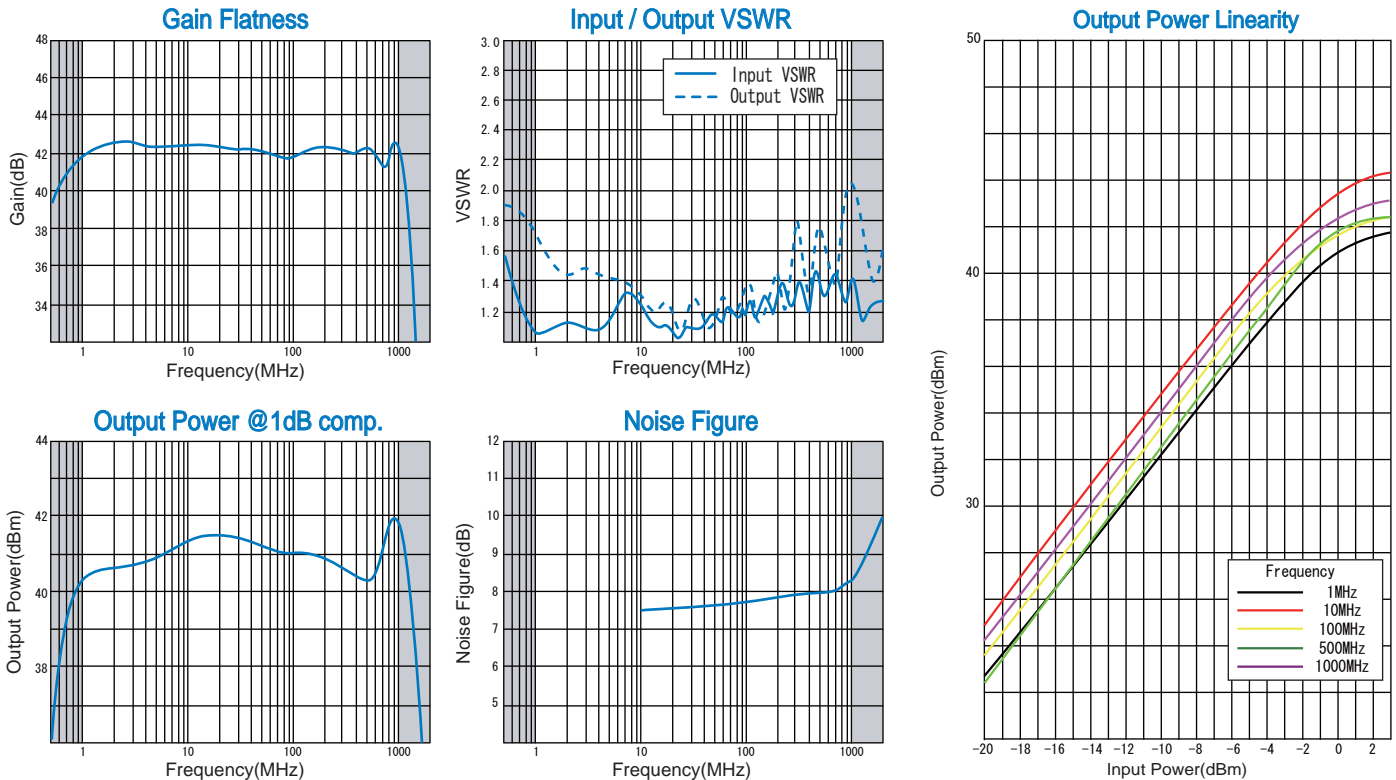 Gain Flatness
48
46
44
42
40
38
36
34
Gain(dB)
1
10
100
1000
Frequency(MHz)
Input / Output VSWR
3.0
2.8
2.6
2.4
2.2
2.0
1.8
1.6
1.4
1.2
VSWR
Input VSWR
Output VSWR
1
10
100
1000
Frequency(MHz)
Output Power Linearity
50
40
30
Output Power(dBm)
Frequency
1MHz
10MHz
100MHz
500MHz
1000MHz
-20
-18
-16
-14
-12
-10
-8
-6
-4
-2
0
2
Input Power(dBm)
Output Power @1dB comp.
44
42
40
38
Output Power(dBm)
1
10
100
1000
Frequency(MHz)
Noise Figure
12
11
10
9
8
7
6
5
Noise Figure(dB)
1
10
100
1000
Frequency(MHz)